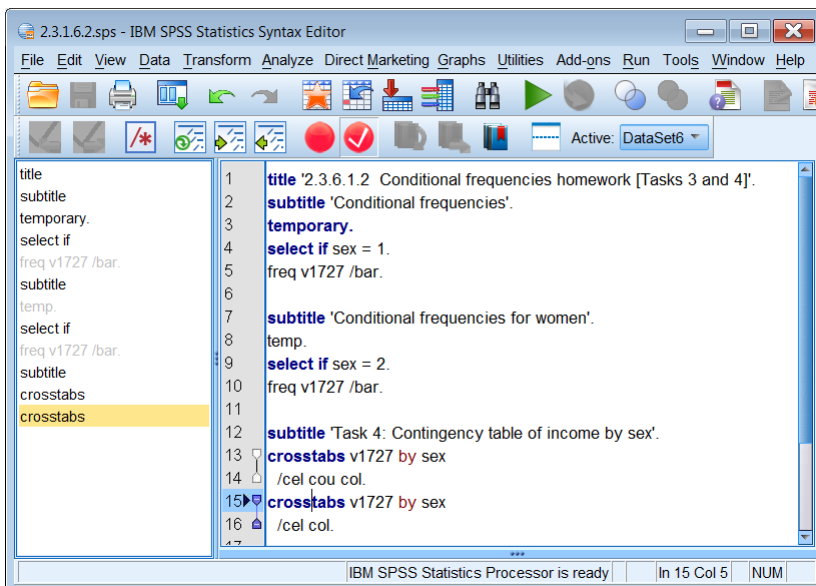 2.3.1.6.2.sps - IBM SPSS Statistics Syntax Editor
File Edit View Data Transform Analyze Direct Marketing Graphs Utilities Add-ons Run Tools Window Help
Active: DataSet6
title
subtitle
temporary.
select if
freq v1727 /bar.
subtitle
temp.
select if
freq v1727 /bar.
subtitle
crosstabs
crosstabs
1 title '2.3.6.1.2 Conditional frequencies homework [Tasks 3 and 4]'.
2 subtitle 'Conditional frequencies'.
3 temporary.
4 select if sex = 1.
5 freq v1727 /bar.
6
7 subtitle 'Conditional frequencies for women'.
8 temp.
9 select if sex = 2.
10 freq v1727 /bar.
11
12 subtitle 'Task 4: Contingency table of income by sex'.
13 crosstabs v1727 by sex
14 /cel cou col.
15 crosstabs v1727 by sex
16 /cel col.
17
IBM SPSS Statistics Processor is ready In 15 Col 5 NUM